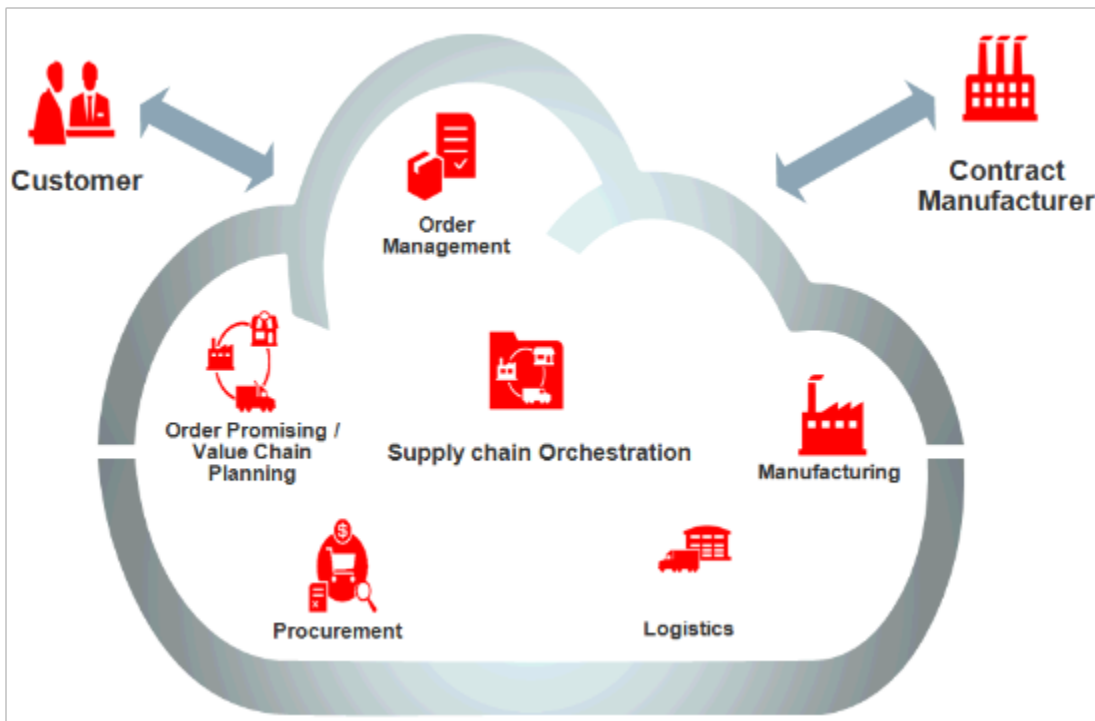 Customer
Contract
Manufacturer
Order
Management
Order Promising /
Value Chain
Planning
Supply chain Orchestration
Manufacturing
$
Procurement
Logistics